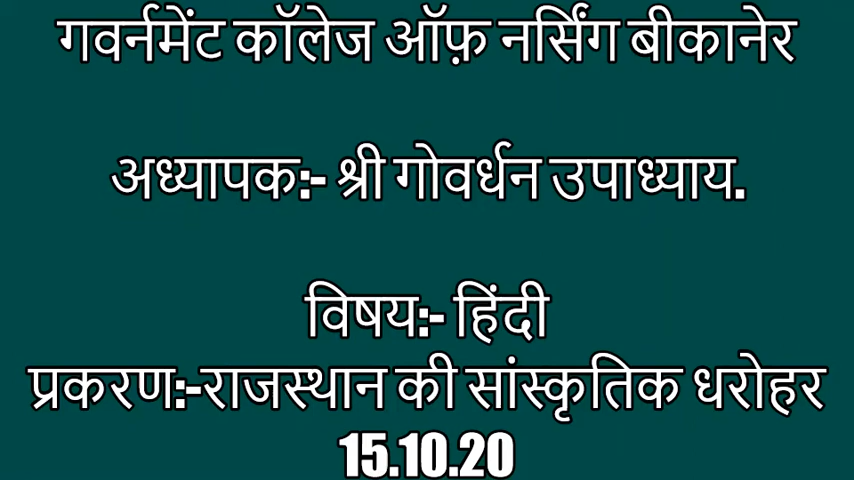 गवर्नमेंट कॉलेज ऑफ़ नर्सिंग बीकानेर
अध्यापक:- श्री गोवर्धन उपाध्याय.
विषय:- हिंदी
प्रकरण:-राजस्थान की सांस्कृतिक धरोहर
15.10.20